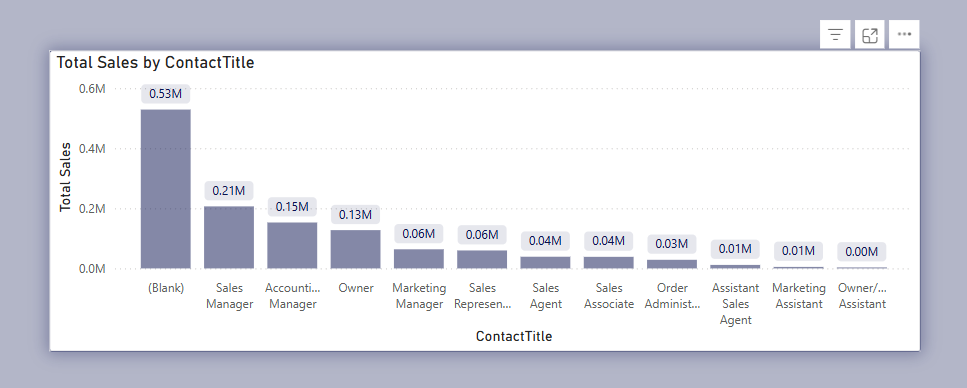 Total Sales by ContactTitle
0.6M
0.4M
0.2M
0.0M
Total Sales
0.53M
0.21M
0.15M
0.13M
0.06M
0.06M
0.04M
0.04M
0.03M
0.01M
0.01M
0.00M
(Blank)
Sales
Manager
Accounti...
Manager
Owner
Marketing
Manager
Sales
Represen...
Sales
Agent
Sales
Associate
Order
Administ...
Assistant
Sales
Agent
Marketing
Assistant
Owner/...
Assistant
ContactTitle